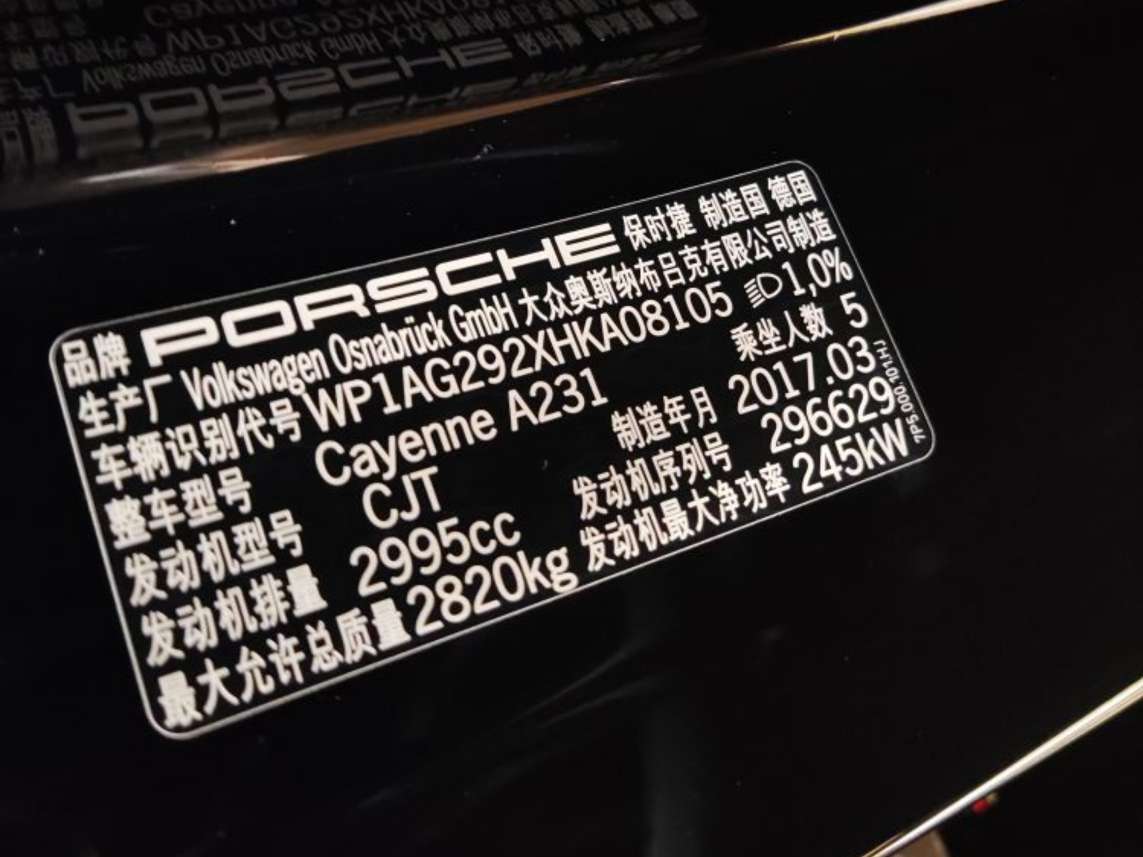 品牌 PORSCHE 保时捷 制造国 德国
生产厂 Volkswagen Osnabrück GmbH 大众奥斯纳布吕克有限公司制造
车辆识别代号 WP1AG292XHKA08105 1,0%
整车型号 Cayenne A231 乘坐人数 5
发动机型号 CJT 制造年月 2017.03
发动机排量 2995cc 发动机序列号 296629
最大允许总质量 2820kg 发动机最大净功率 245kW
7P5.000.101.HJ